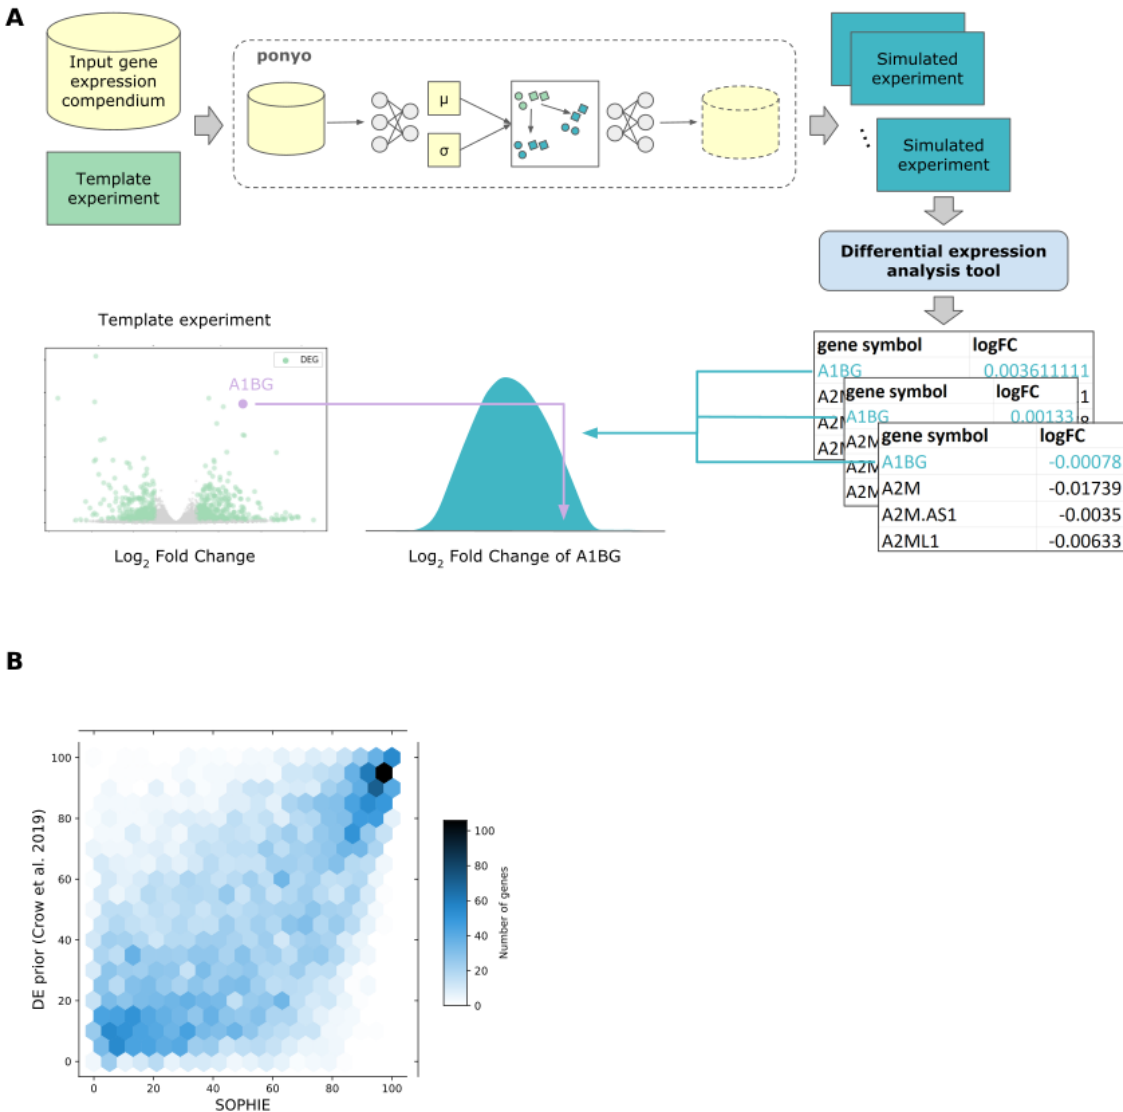 A
Input gene
expression
compendium
Template
experiment
ponyo
μ
σ
Simulated
experiment
Simulated
experiment
Differential expression
analysis tool
gene symbol logFC
A1BG 0.003611111
1
gene symbol logFC
A1BG 0.00133
A2M
A2M
A2M
gene symbol logFC
A1BG -0.00078
A2M -0.01739
A2M.AS1 -0.0035
A2ML1 -0.00633
Template experiment
DEG
A1BG
Log2 Fold Change
Log2 Fold Change of A1BG
B
DE prior (Crow et al. 2019)
100
80
60
40
20
0
0 20 40 60 80 100
SOPHIE
100
80
60
40
20
0
Number of genes